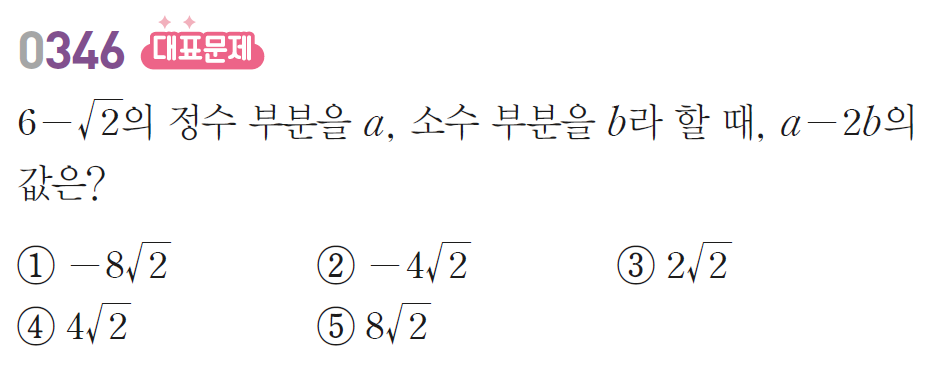 0346 대표문제
6-√2의 정수 부분을 a, 소수 부분을 b라 할 때, a-2b의
값은?
① -8√2 ② -4√2 ③ 2√2
④ 4√2 ⑤ 8√2